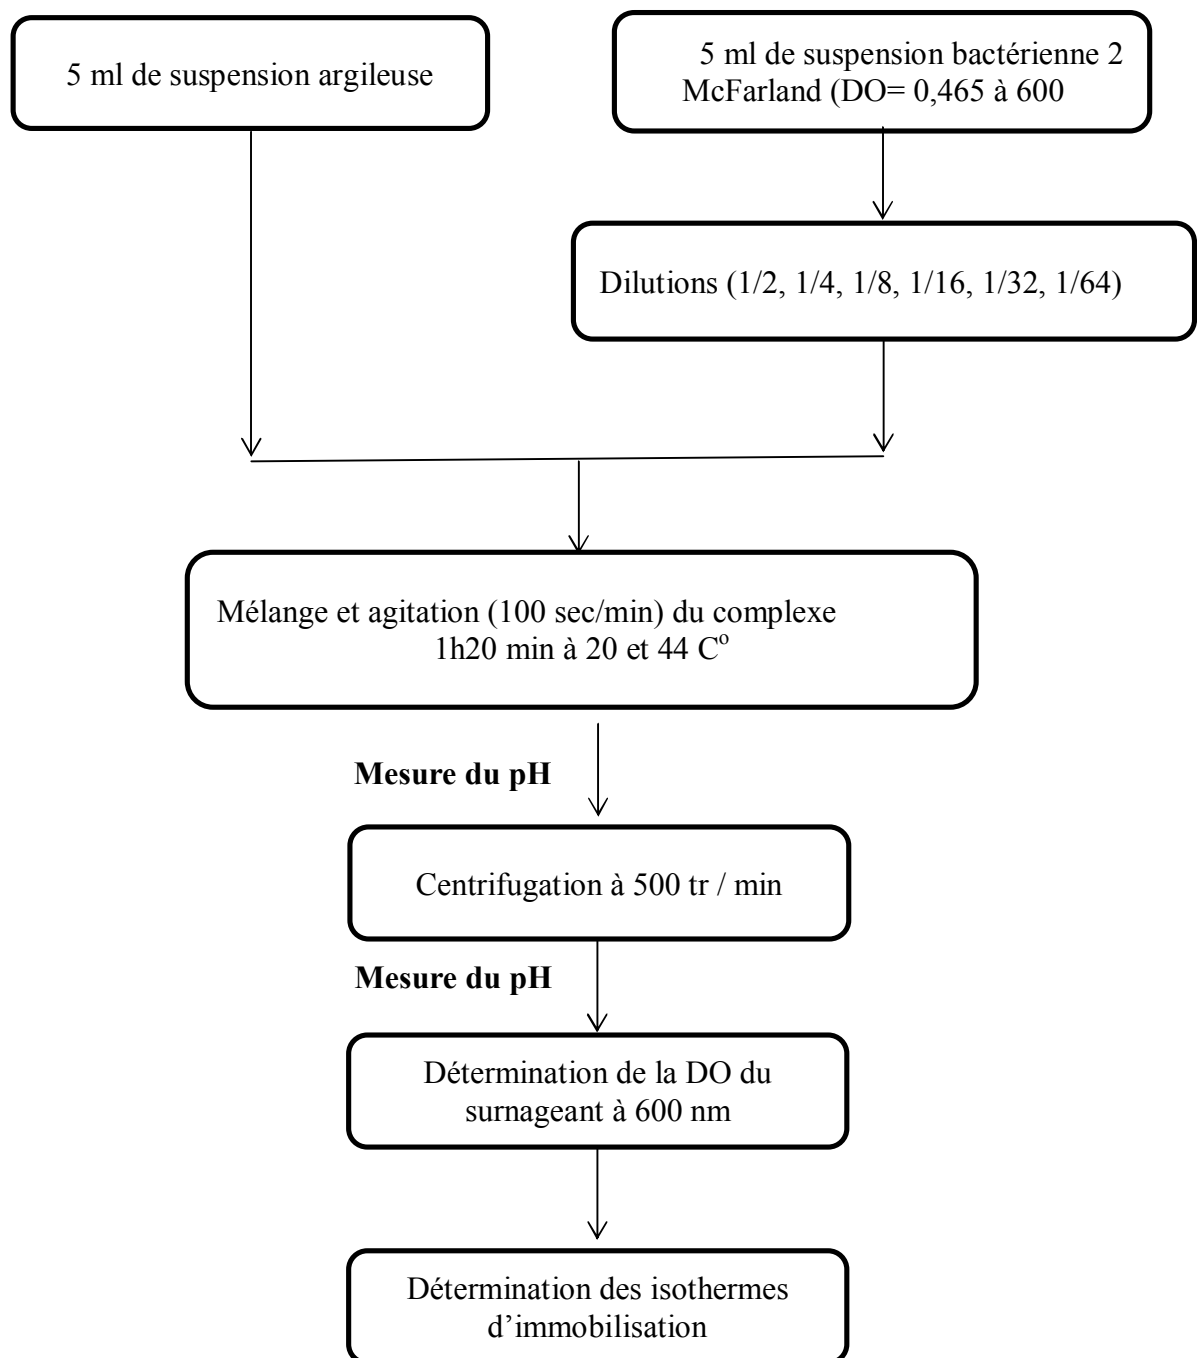 5 ml de suspension argileuse
5 ml de suspension bactérienne 2
McFarland (DO= 0,465 à 600
Dilutions (1/2, 1/4, 1/8, 1/16, 1/32, 1/64)
Mélange et agitation (100 sec/min) du complexe
1h20 min à 20 et 44 Cº
Mesure du pH
Centrifugation à 500 tr / min
Mesure du pH
Détermination de la DO du
surnageant à 600 nm
Détermination des isothermes
d’immobilisation